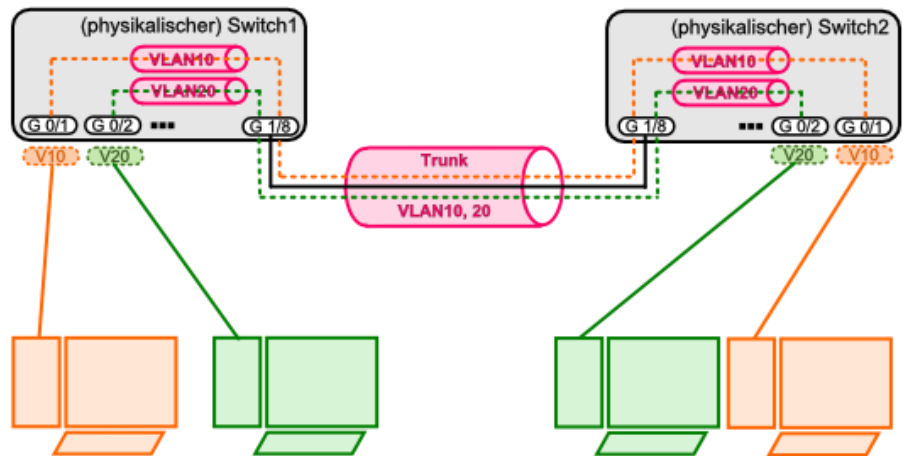 (physikalischer) Switch1
VLAN10
VLAN20
G 0/1 G 0/2 ... G 1/8
V10 V20
(physikalischer) Switch2
VLAN10
VLAN20
G 1/8 ... G 0/2 G 0/1
V20 V10
Trunk
VLAN10, 20